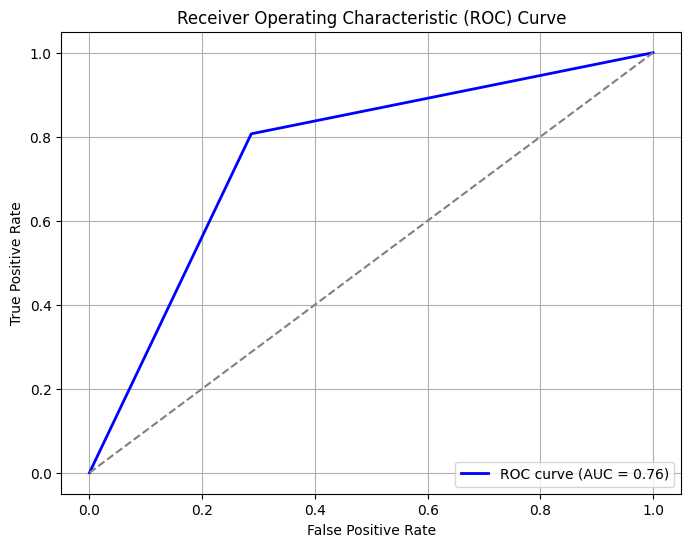 Receiver Operating Characteristic (ROC) Curve
1.0
0.8
0.6
0.4
0.2
0.0
True Positive Rate
ROC curve (AUC = 0.76)
0.0 0.2 0.4 0.6 0.8 1.0
False Positive Rate